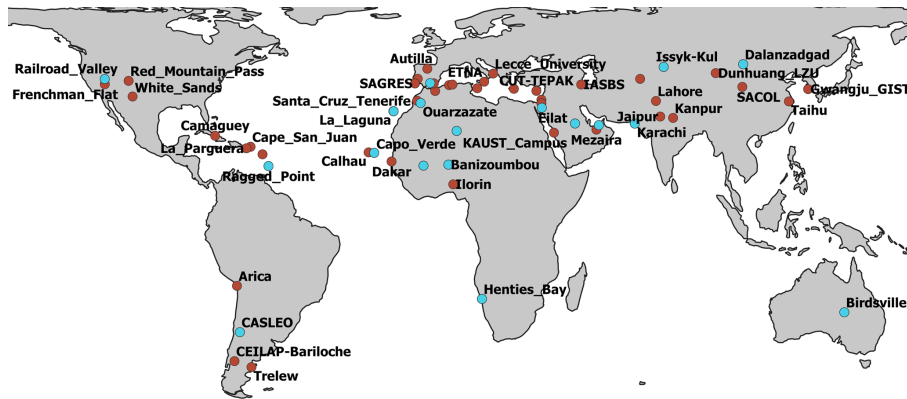 Railroad_Valley
Red_Mountain_Pass
Frenchman_Flat
White_Sands
Camaguey
La_Parguera
Cape_San_Juan
Ragged_Point
Arica
CASLEO
CEILAP-Bariloche
Trelew
Autilla
SAGRES
ETNA
Lecce_University
CUT-TEPAK
IASBS
Santa_Cruz_Tenerife
La_Laguna
Ouarzazate
Eilat
KAUST_Campus
Mezaira
Capo_Verde
Calhau
Dakar
Banizoumbou
Ilorin
Henties_Bay
Issyk-Kul
Dalanzadgad
Dunhuang_LZU
Lahore
Kanpur
Jaipur
Karachi
SACOL
Gwangju_GIST
Taihu
Birdsville